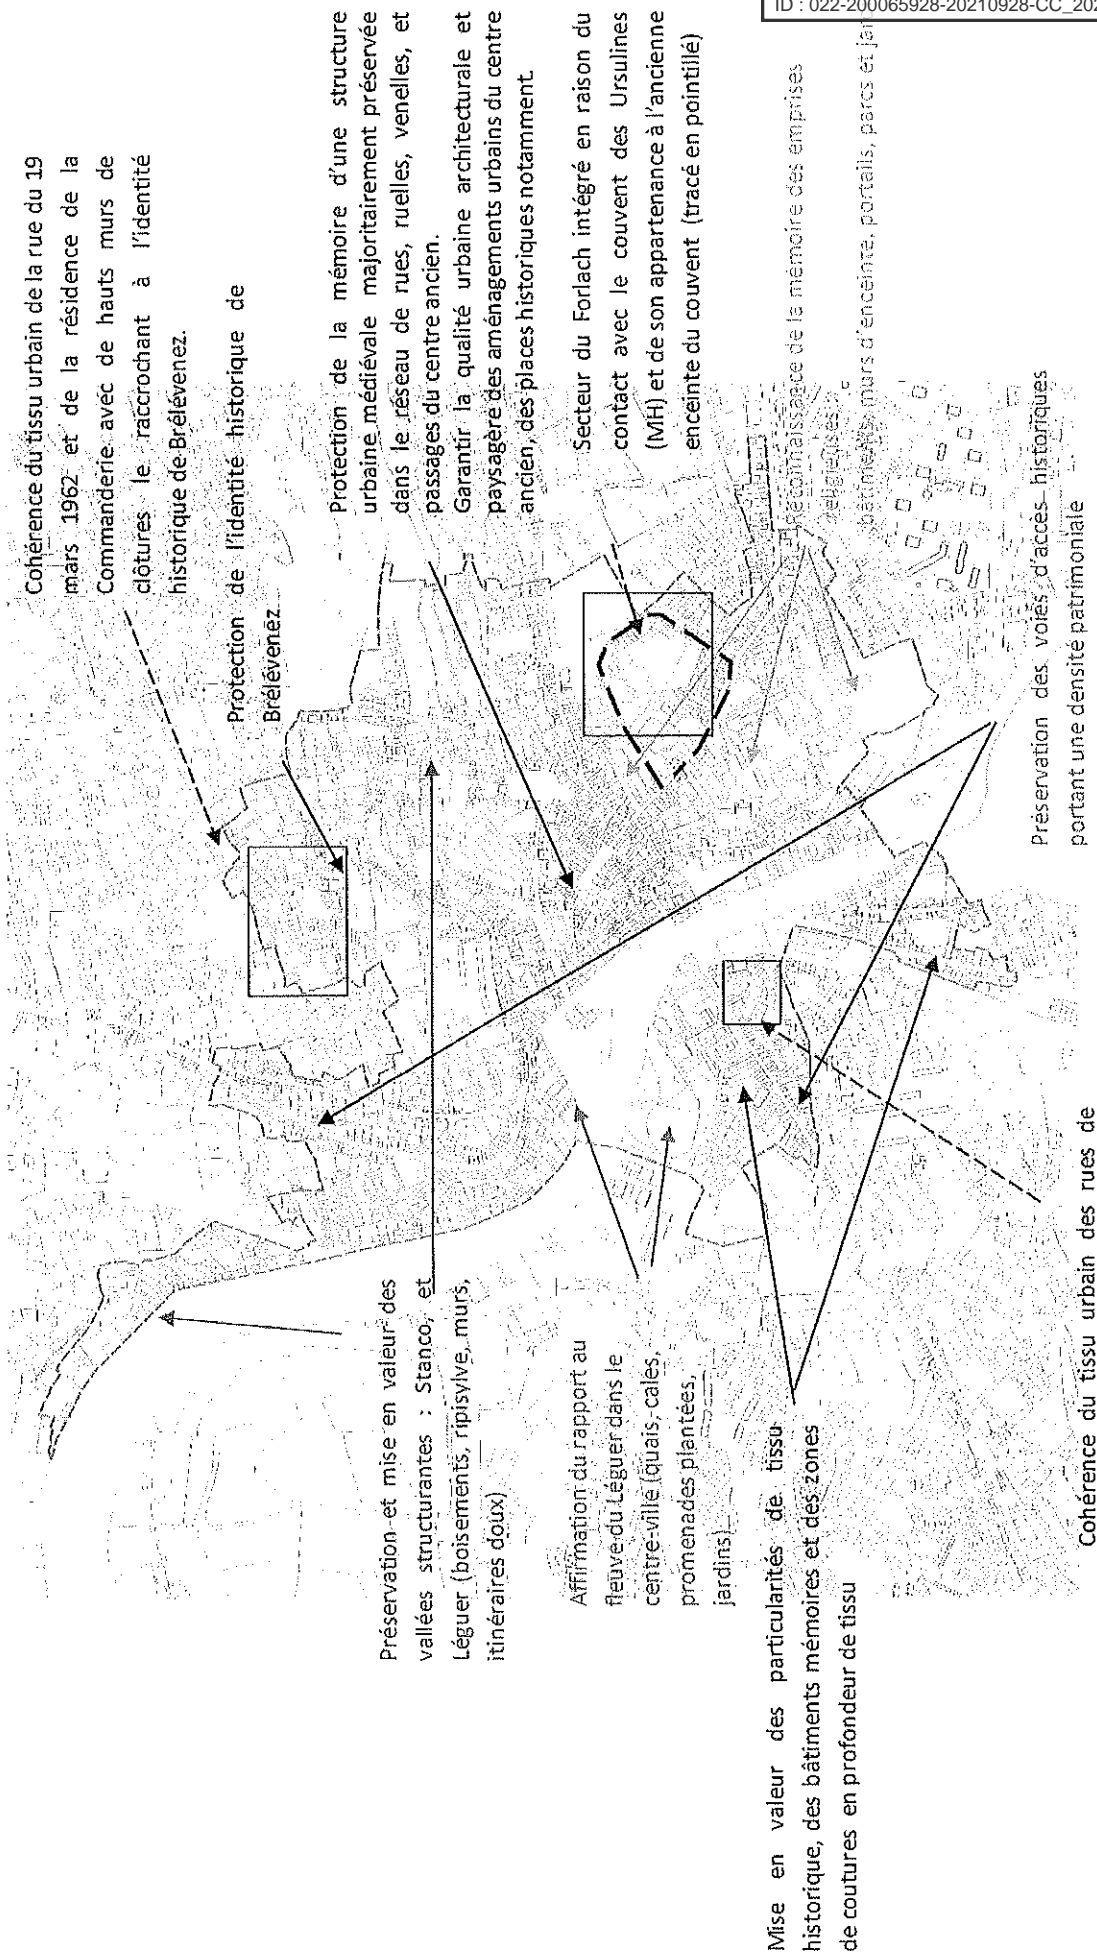 ID : 022-200065928-20210928-CC_202
Cohérence du tissu urbain de la rue du 19
mars 1962 et de la résidence de la
Commanderie avec de hauts murs de
clôtures le raccrochant à l'identité
historique de Brélévenez.
Protection de l'identité historique de
Brélévenez
Protection de la mémoire d'une structure
urbaine médiévale majoritairement préservée
dans le réseau de rues, ruelles, venelles, et
passages du centre ancien.
Garantir la qualité urbaine architecturale et
paysagère des aménagements urbains du centre
ancien, des places historiques notamment.
Secteur du Forlach intégré en raison du
contact avec le couvent des Ursulines
(MH) et de son appartenance à l'ancienne
enceinte du couvent (tracé en pointillé)
Reconnaissance de la mémoire des emprises
religieuses :
patrimoines, murs d'enceinte, portails, parcs et jard
Préservation des voies d'accès historiques
portant une densité patrimoniale
Préservation et mise en valeur des
vallées structurantes : Stanco, et
Léguer (boisements, ripisylve, murs,
itinéraires doux)
Affirmation du rapport au
fleuve du Léguer dans le
centre-ville (quais, cales,
promenades plantées,
jardins)
Mise en valeur des particularités de tissu
historique, des bâtiments mémoires et des zones
de coutures en profondeur de tissu
Cohérence du tissu urbain des rues de